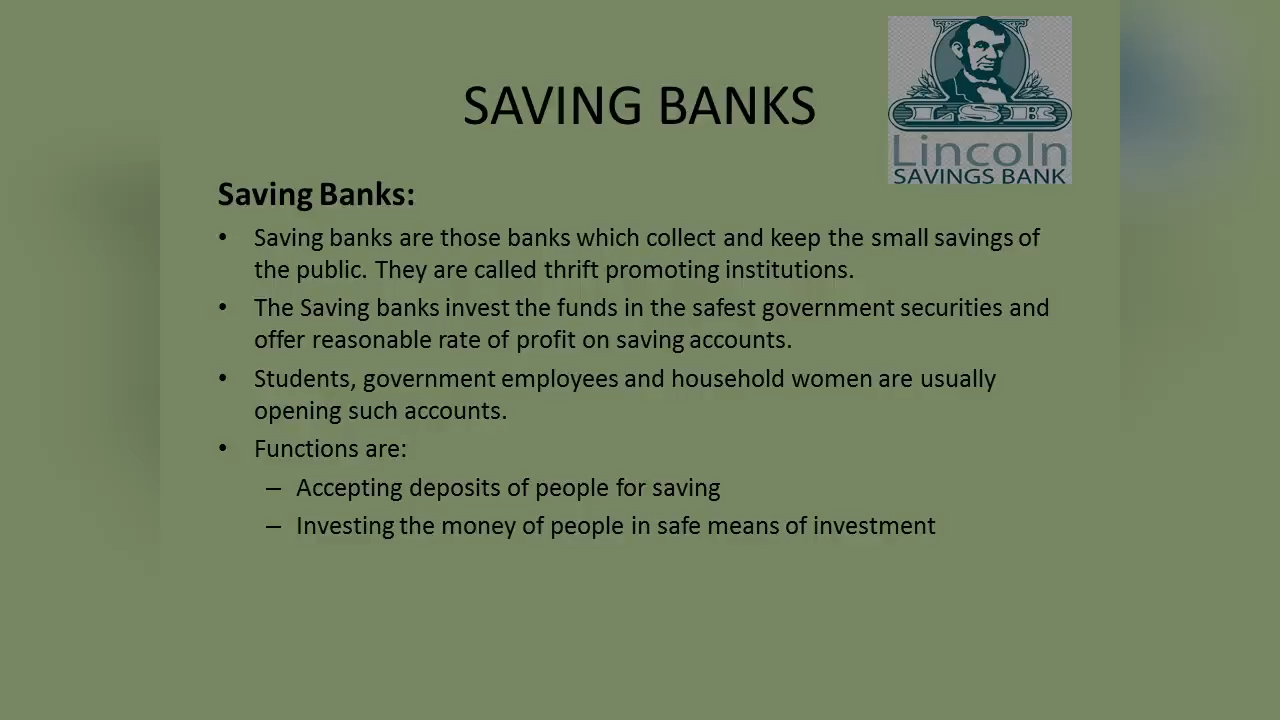 SAVING BANKS
LSB
Lincoln
SAVINGS BANK
Saving Banks:
• Saving banks are those banks which collect and keep the small savings of
the public. They are called thrift promoting institutions.
• The Saving banks invest the funds in the safest government securities and
offer reasonable rate of profit on saving accounts.
• Students, government employees and household women are usually
opening such accounts.
• Functions are:
– Accepting deposits of people for saving
– Investing the money of people in safe means of investment